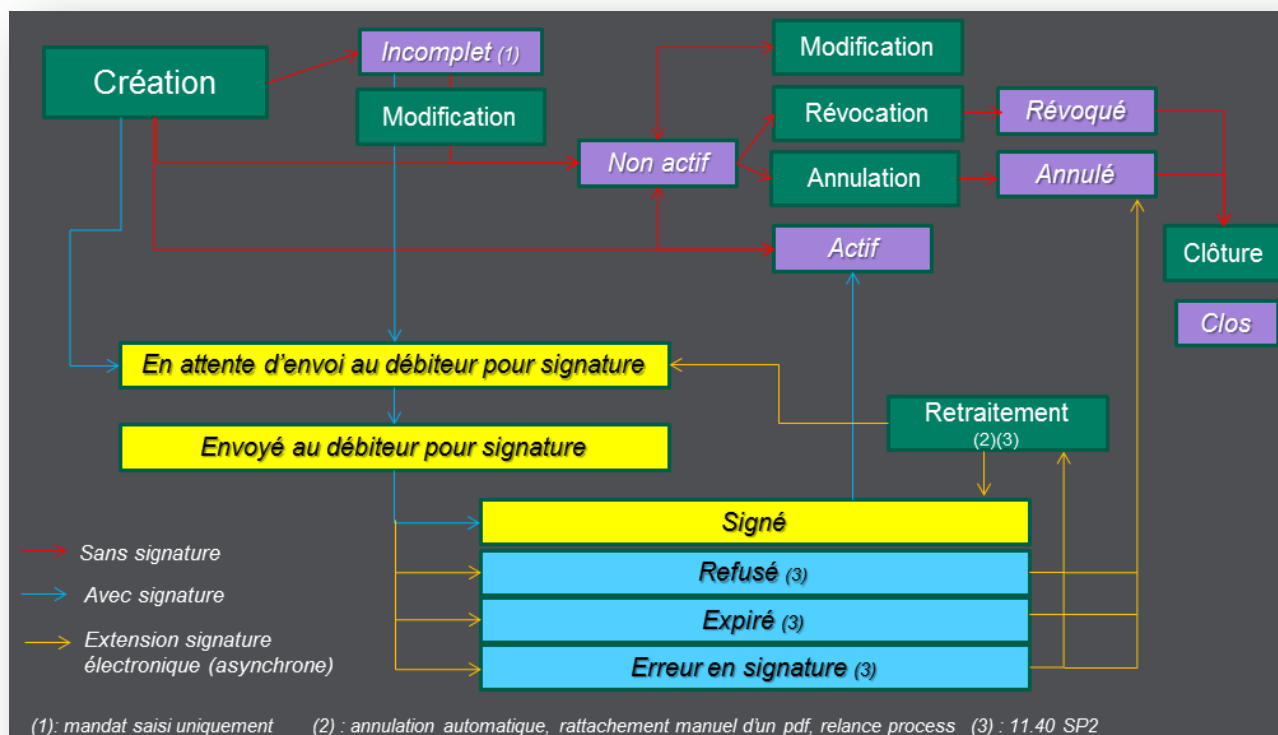 Création
Incomplet (1)
Modification
Modification
Révocation
Révoqué
Non actif
Annulation
Annulé
Actif
Clôture
Clos
En attente d'envoi au débiteur pour signature
Envoyé au débiteur pour signature
Retraitement
(2)(3)
Signé
Refusé (3)
Expiré (3)
Erreur en signature (3)
Sans signature
Avec signature
Extension signature
électronique (asynchrone)
(1): mandat saisi uniquement (2) : annulation automatique, rattachement manuel d'un pdf, relance process (3) : 11.40 SP2